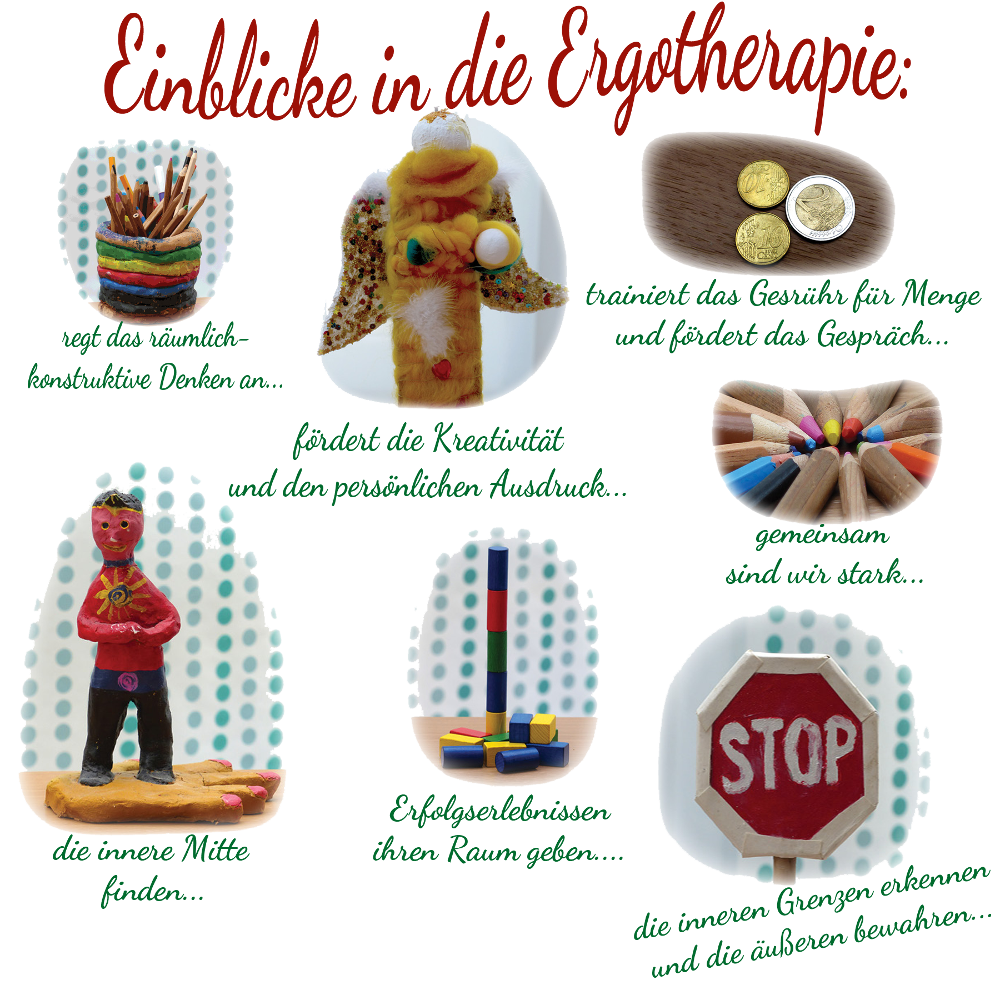 Einblicke in die Ergotherapie:
regt das räumlich-
konstruktive Denken an...
fördert die Kreativität
und den persönlichen Ausdruck...
trainiert das Gesrühr für Menge
und fördert das Gespräch...
gemeinsam
sind wir stark...
die innere Mitte
finden...
Erfolgserlebnissen
ihren Raum geben....
STOP
die inneren Grenzen erkennen
und die äußeren bewahren...